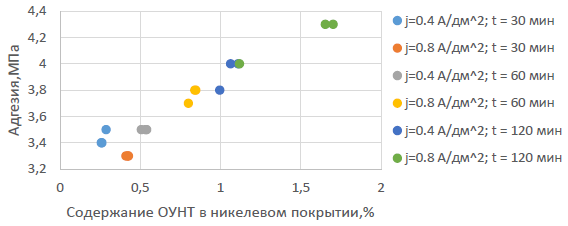 4,4
4,2
4
3,8
3,6
3,4
3,2
Адгезия,МПа
0
0,5
1
1,5
2
Содержание ОУНТ в никелевом покрытии,%
j=0.4 А/дм^2; t = 30 мин
j=0.8 А/дм^2; t = 30 мин
j=0.4 А/дм^2; t = 60 мин
j=0.8 А/дм^2; t = 60 мин
j=0.4 А/дм^2; t = 120 мин
j=0.8 А/дм^2; t = 120 мин